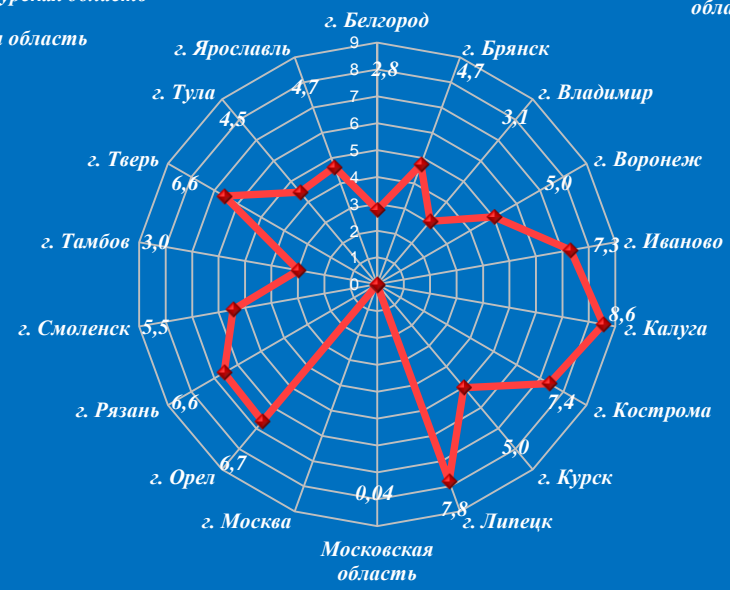 область
г. Белгород
2,8
г. Брянск
4,7
г. Владимир
3,1
г. Воронеж
5,0
г. Иваново
7,3
г. Калуга
8,6
г. Кострома
7,4
г. Курск
5,0
г. Липецк
7,8
Московская
область
0,04
г. Москва
г. Орел
6,7
г. Рязань
6,6
г. Смоленск
5,5
г. Тамбов
3,0
г. Тверь
6,6
г. Тула
4,5
г. Ярославль
4,7
9
8
7
6
5
4
3
2
1
0